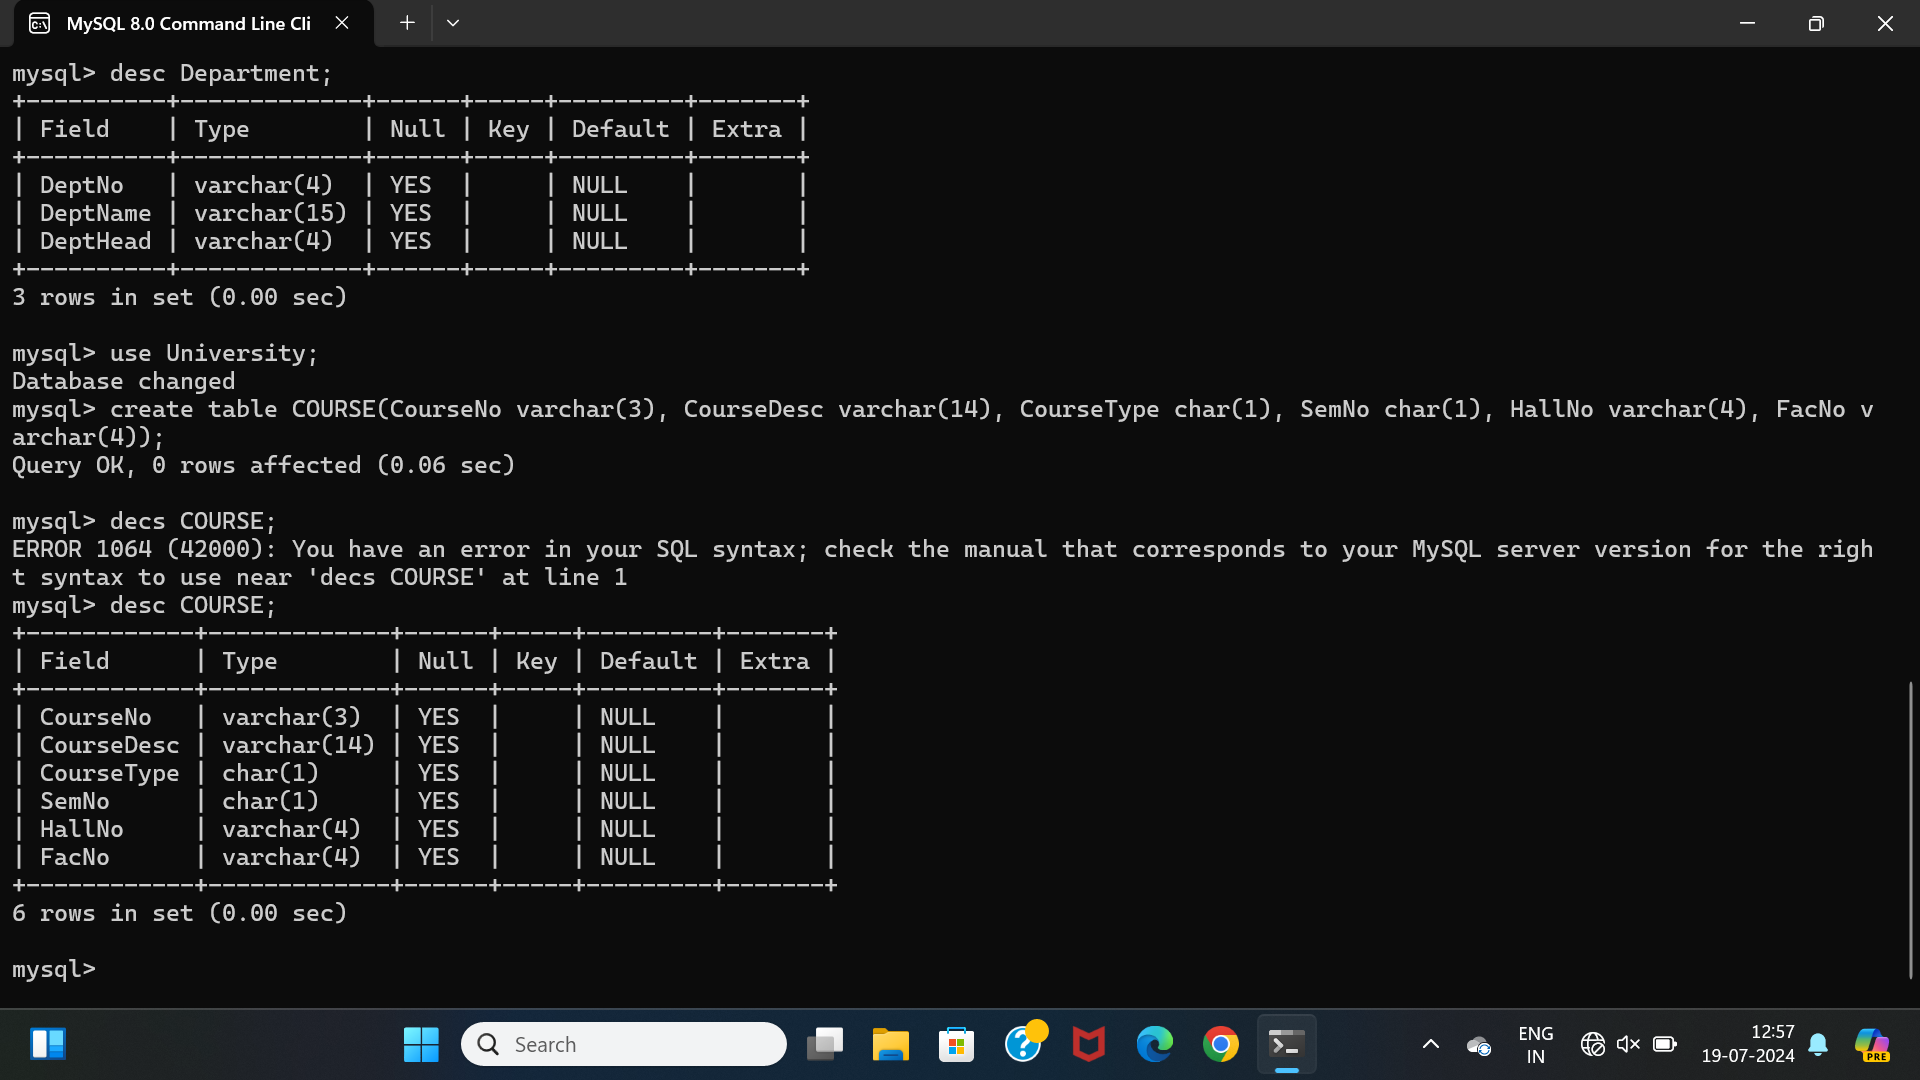 MySQL 8.0 Command Line Cli
mysql> desc Department;
+----------+-------------+------+-----+---------+-------+
| Field    | Type        | Null | Key | Default | Extra |
+----------+-------------+------+-----+---------+-------+
| DeptNo   | varchar(4)  | YES  |     | NULL    |       |
| DeptName | varchar(15) | YES  |     | NULL    |       |
| DeptHead | varchar(4)  | YES  |     | NULL    |       |
+----------+-------------+------+-----+---------+-------+
3 rows in set (0.00 sec)
mysql> use University;
Database changed
mysql> create table COURSE(CourseNo varchar(3), CourseDesc varchar(14), CourseType char(1), SemNo char(1), HallNo varchar(4), FacNo v
archar(4));
Query OK, 0 rows affected (0.06 sec)
mysql> decs COURSE;
ERROR 1064 (42000): You have an error in your SQL syntax; check the manual that corresponds to your MySQL server version for the righ
t syntax to use near 'decs COURSE' at line 1
mysql> desc COURSE;
+------------+-------------+------+-----+---------+-------+
| Field      | Type        | Null | Key | Default | Extra |
+------------+-------------+------+-----+---------+-------+
| CourseNo   | varchar(3)  | YES  |     | NULL    |       |
| CourseDesc | varchar(14) | YES  |     | NULL    |       |
| CourseType | char(1)     | YES  |     | NULL    |       |
| SemNo      | char(1)     | YES  |     | NULL    |       |
| HallNo     | varchar(4)  | YES  |     | NULL    |       |
| FacNo      | varchar(4)  | YES  |     | NULL    |       |
+------------+-------------+------+-----+---------+-------+
6 rows in set (0.00 sec)
mysql>
Search
ENG
IN
12:57
19-07-2024
PRE